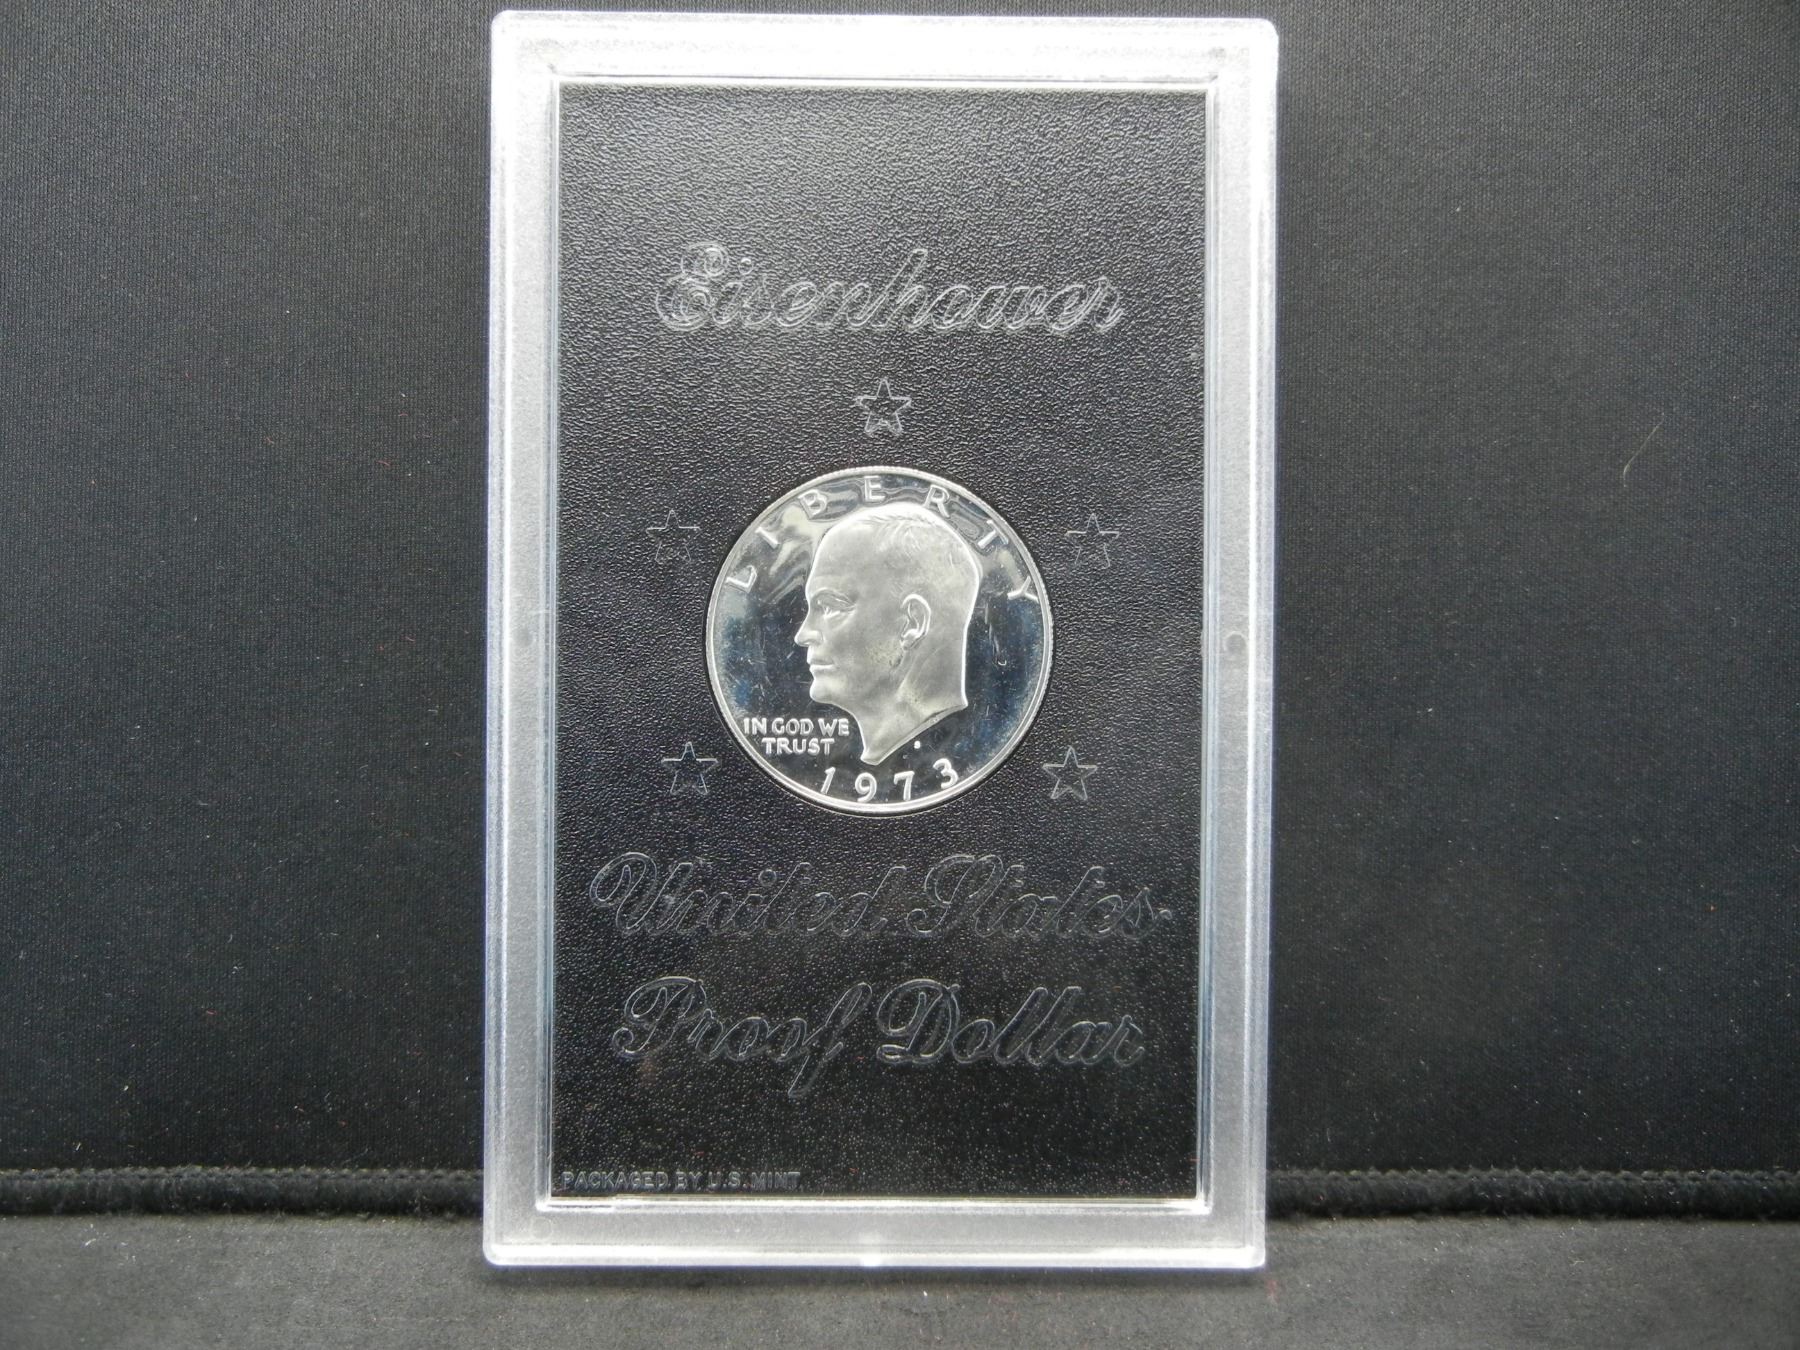 Eisenhower
LIBERTY
IN GOD WE
TRUST
1973
United States
Proof Dollar
PACKAGED BY U.S. MINT